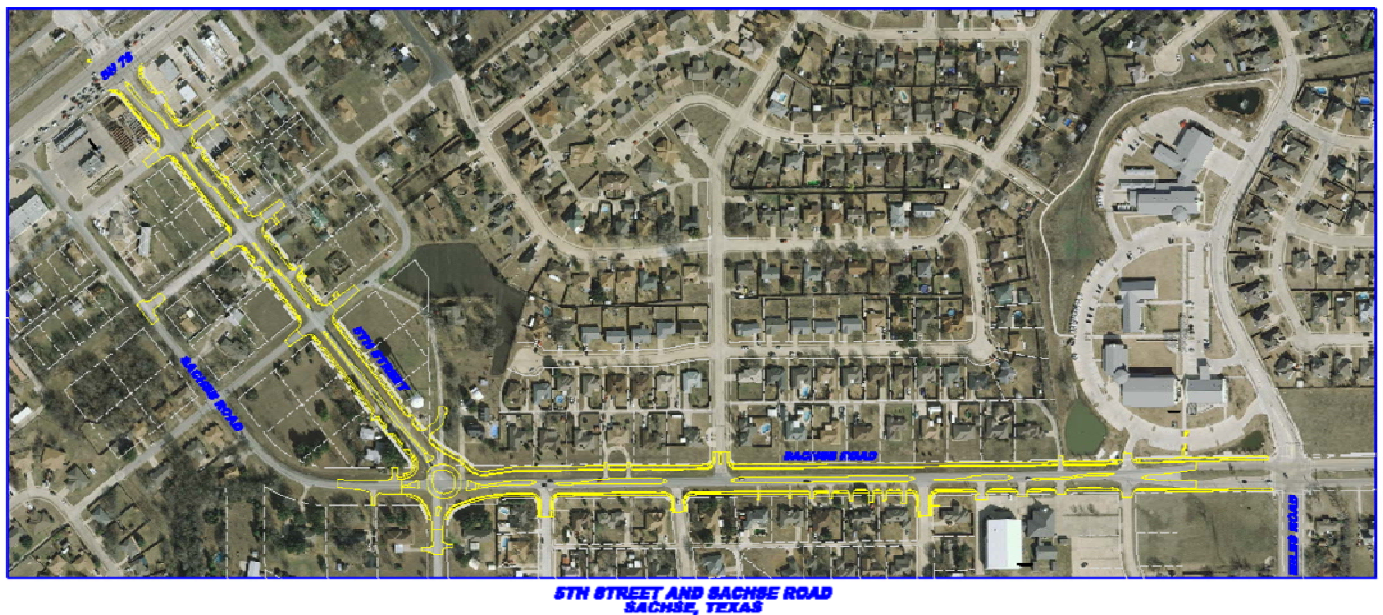 SH 78
5TH STREET
SACHSE ROAD
SACHSE ROAD
5TH STREET AND SACHSE ROAD
SACHSE, TEXAS